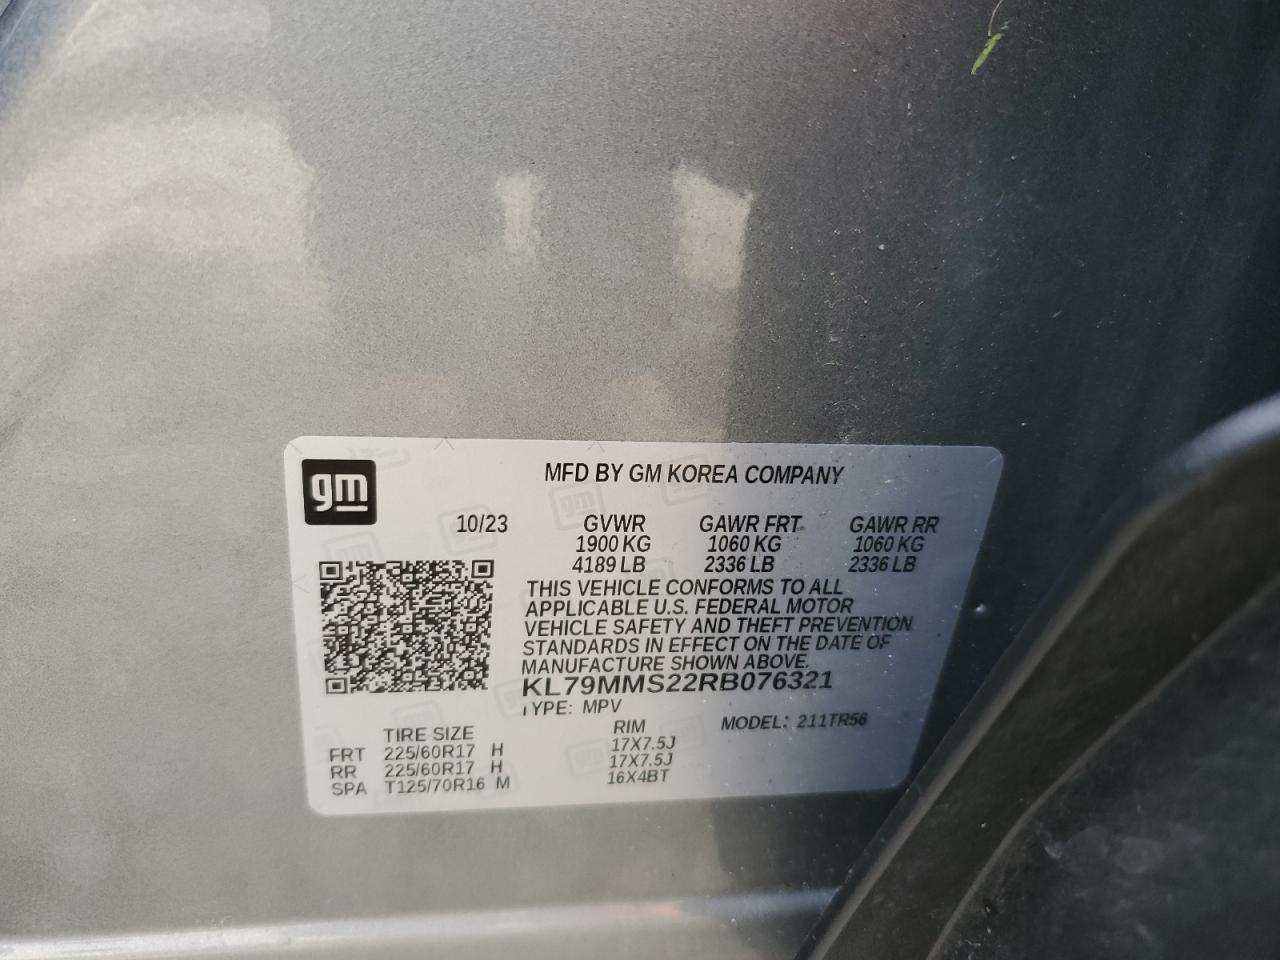 gm
MFD BY GM KOREA COMPANY
10/23 GVWR GAWR FRT GAWR RR
1900 KG 1060 KG 1060 KG
4189 LB 2336 LB 2336 LB
THIS VEHICLE CONFORMS TO ALL
APPLICABLE U.S. FEDERAL MOTOR
VEHICLE SAFETY AND THEFT PREVENTION
STANDARDS IN EFFECT ON THE DATE OF
MANUFACTURE SHOWN ABOVE.
KL79MMS22RB076321
TYPE: MPV
TIRE SIZE RIM MODEL: 211TR56
FRT 225/60R17 H 17X7.5J
RR 225/60R17 H 17X7.5J
SPA T125/70R16 M 16X4BT